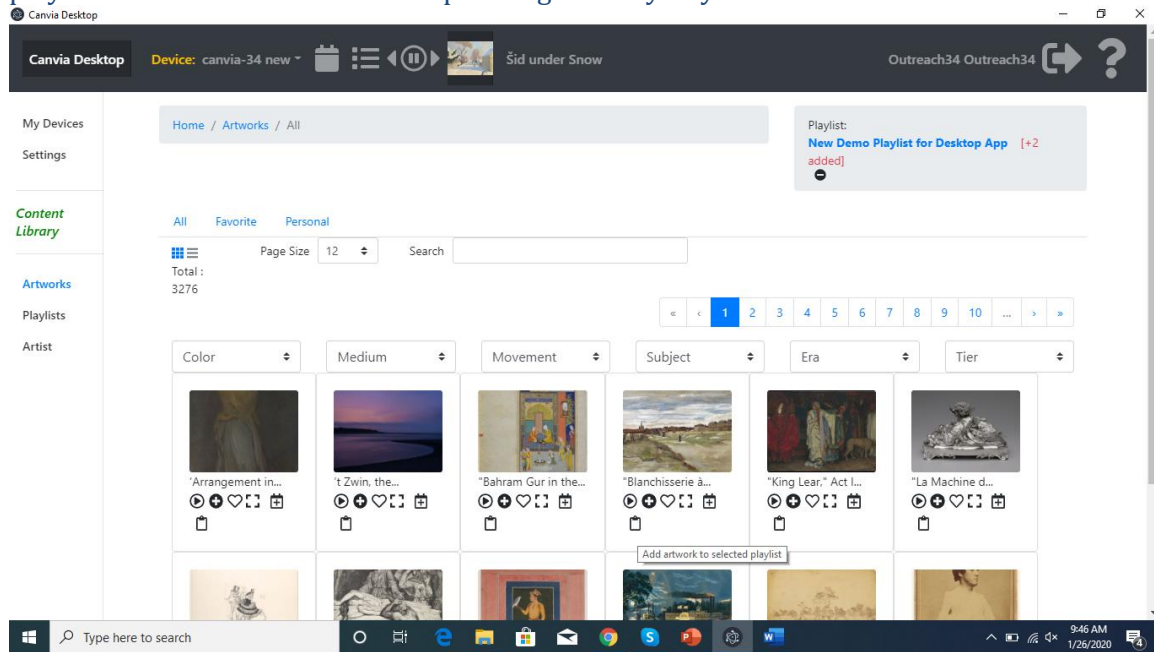 Canvia Desktop
Canvia Desktop
Device: canvia-34 new
Šid under Snow
Outreach34 Outreach34
?
My Devices
Settings
Content
Library
Artworks
Playlists
Artist
Home / Artworks / All
Playlist:
New Demo Playlist for Desktop App [+2
added]
All Favorite Personal
Page Size 12 Search
Total :
3276
« ‹ 1 2 3 4 5 6 7 8 9 10 ... › »
Color Medium Movement Subject Era Tier
'Arrangement in... 't Zwin, the... "Bahram Gur in the... "Blanchisserie à... "King Lear," Act I... "La Machine d...
Add artwork to selected playlist
Type here to search
9:46 AM
1/26/2020
4